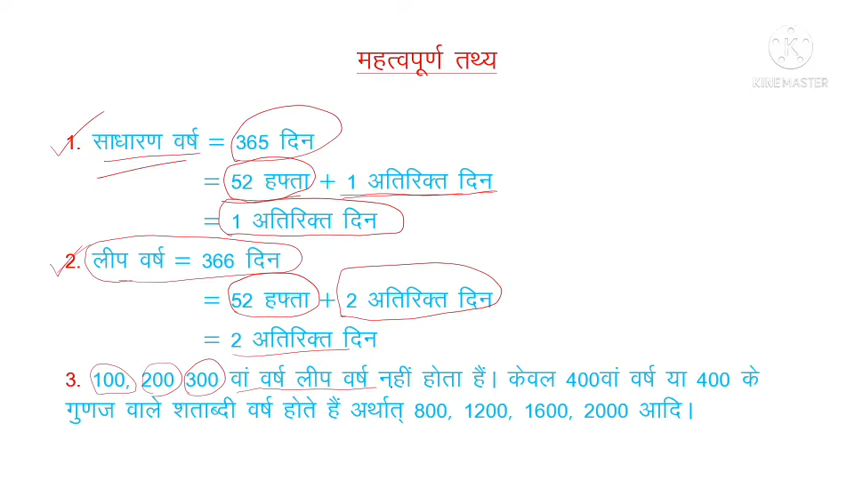 महत्वपूर्ण तथ्य
KINEMASTER
1. साधारण वर्ष = 365 दिन
= 52 हफ्ता + 1 अतिरिक्त दिन
= 1 अतिरिक्त दिन
2. लीप वर्ष = 366 दिन
= 52 हफ्ता + 2 अतिरिक्त दिन
= 2 अतिरिक्त दिन
3. 100, 200 300 वां वर्ष लीप वर्ष नहीं होता हैं। केवल 400वां वर्ष या 400 के
गुणज वाले शताब्दी वर्ष होते हैं अर्थात् 800, 1200, 1600, 2000 आदि।